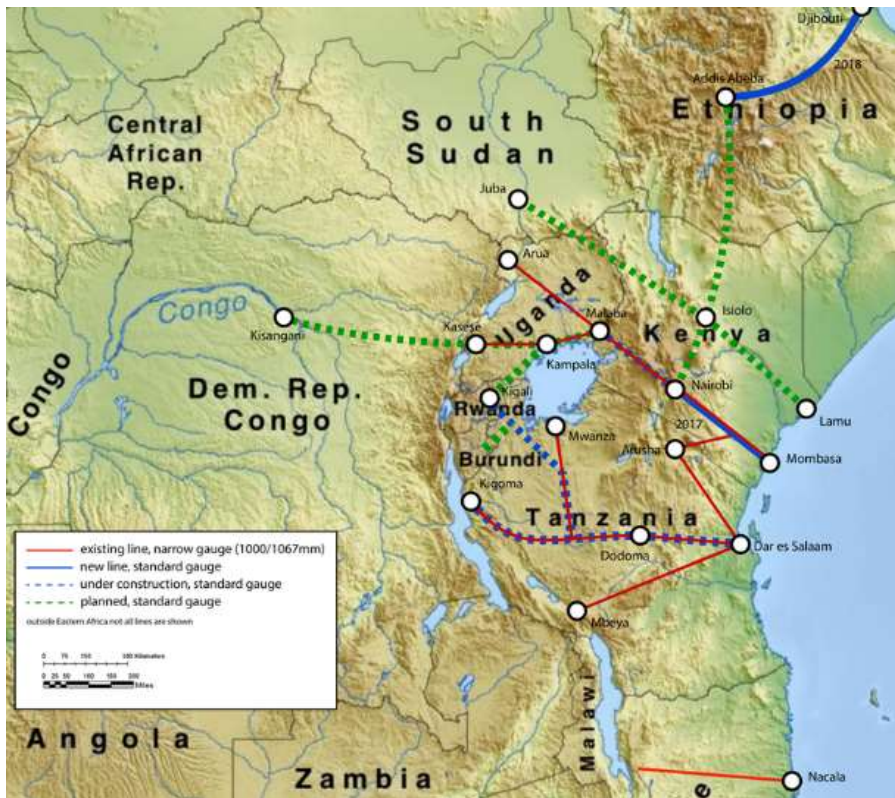 Djibouti
2018
Addis Abeba
Ethiopia
South
Sudan
Central
African
Rep.
Juba
Arua
Uganda
Congo
Kisangani
Kasese
Malaba
Kampala
Isiolo
Kenya
Congo
Dem. Rep.
Congo
Kigali
Rwanda
Nairobi
Lamu
2017
Mwanza
Arusha
Burundi
Mombasa
Kigoma
Tanzania
Dodoma
Dar es Salaam
existing line, narrow gauge (1000/1067mm)
new line, standard gauge
under construction, standard gauge
planned, standard gauge
outside Eastern Africa not all lines are shown
Mbeya
Malawi
Angola
Zambia
Nacala
e